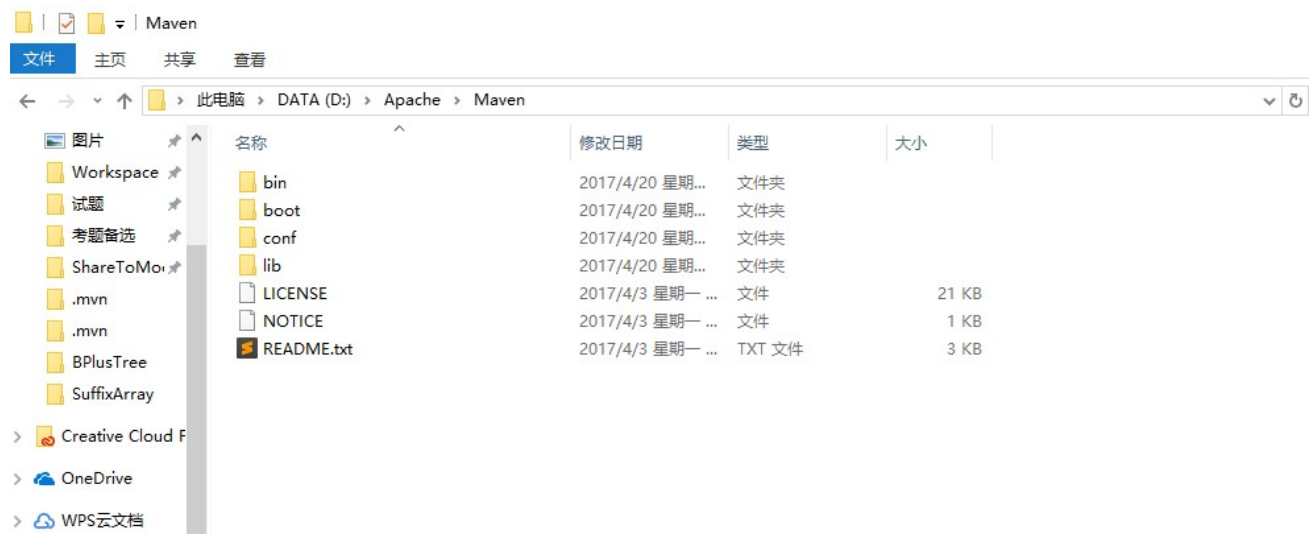 Maven
文件 主页 共享 查看
此电脑 > DATA (D:) > Apache > Maven
图片
Workspace
试题
考题备选
ShareToMo
.mvn
.mvn
BPlusTree
SuffixArray
Creative Cloud F
OneDrive
WPS云文档
名称 修改日期 类型 大小
bin 2017/4/20 星期... 文件夹
boot 2017/4/20 星期... 文件夹
conf 2017/4/20 星期... 文件夹
lib 2017/4/20 星期... 文件夹
LICENSE 2017/4/3 星期一 ... 文件 21 KB
NOTICE 2017/4/3 星期一 ... 文件 1 KB
README.txt 2017/4/3 星期一 ... TXT 文件 3 KB